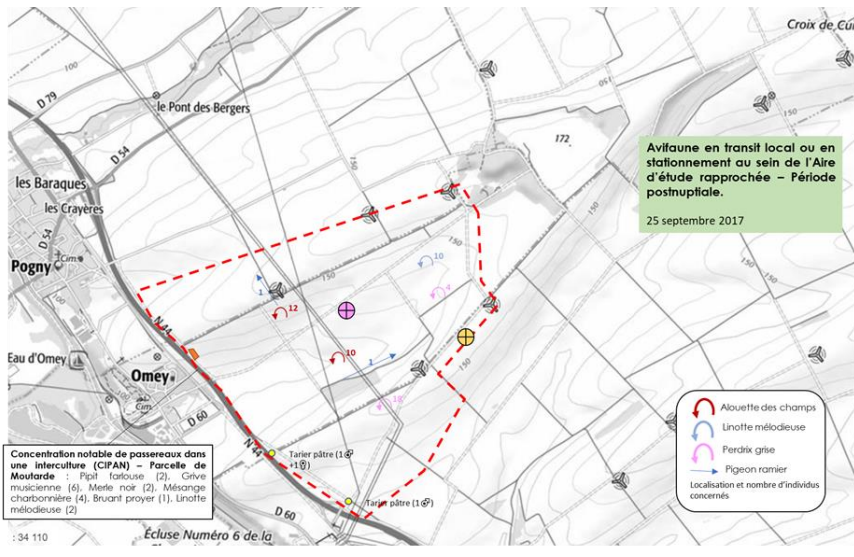 Croix de
D 79
100
le Pont des Bergers
150
150
D 54
172
Avifaune en transit local ou en
stationnement au sein de l'Aire
d'étude rapprochée – Période
postnuptiale.
25 septembre 2017
les Baraques
les Crayères
D 54
Pogny
Cim.
150
150
150
10
4
1
12
N 44
Eau d'Omey
Omey
Cim
D 60
10
1
150
18
N 44
Tarier pâtre (1
+1)
Tarier pâtre (1)
D 60
Concentration notable de passereaux dans
une interculture (CIPAN) – Parcelle de
Moutarde : Pipit farlouse (2), Grive
musicienne (6), Merle noir (2), Mésange
charbonnière (4), Bruant proyer (1), Linotte
mélodieuse (2)
: 34 110
Écluse Numéro 6 de la
Alouette des champs
Linotte mélodieuse
Perdrix grise
Pigeon ramier
Localisation et nombre d'individus
concernés